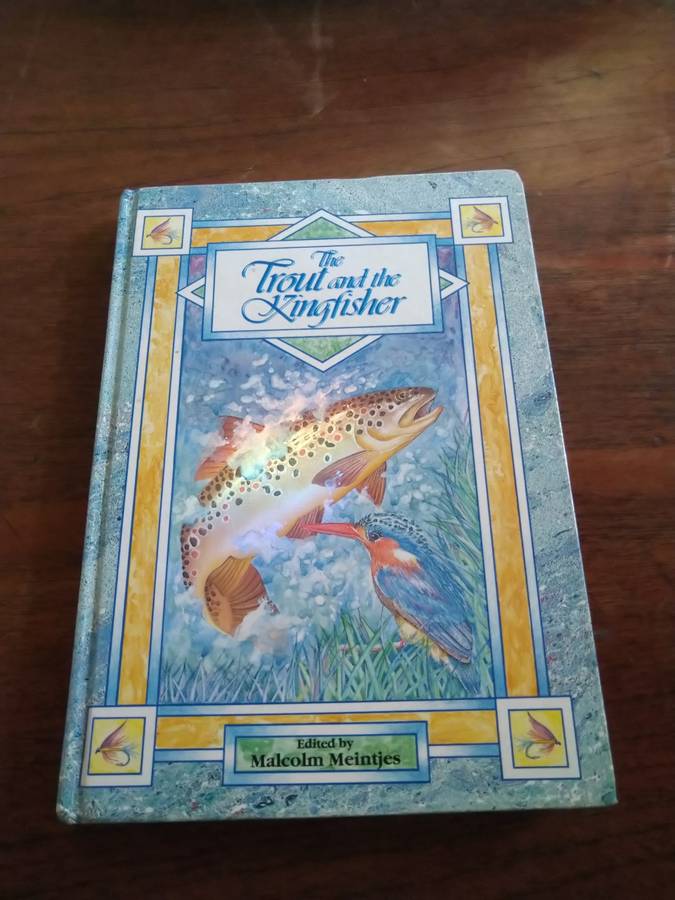 The
Trout and the
Kingfisher
Edited by
Malcolm Meintjes